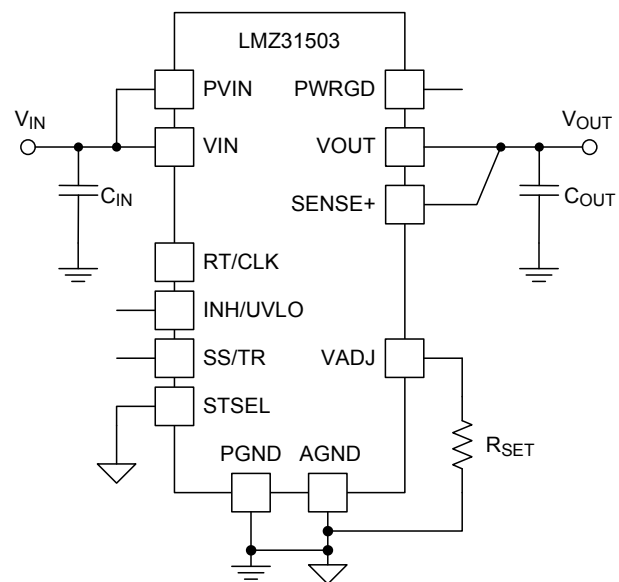 LMZ31503
PVIN
PWRGD
VIN
VIN
VOUT
VOUT
SENSE+
CIN
COUT
RT/CLK
INH/UVLO
SS/TR
VADJ
STSEL
PGND
AGND
RSET